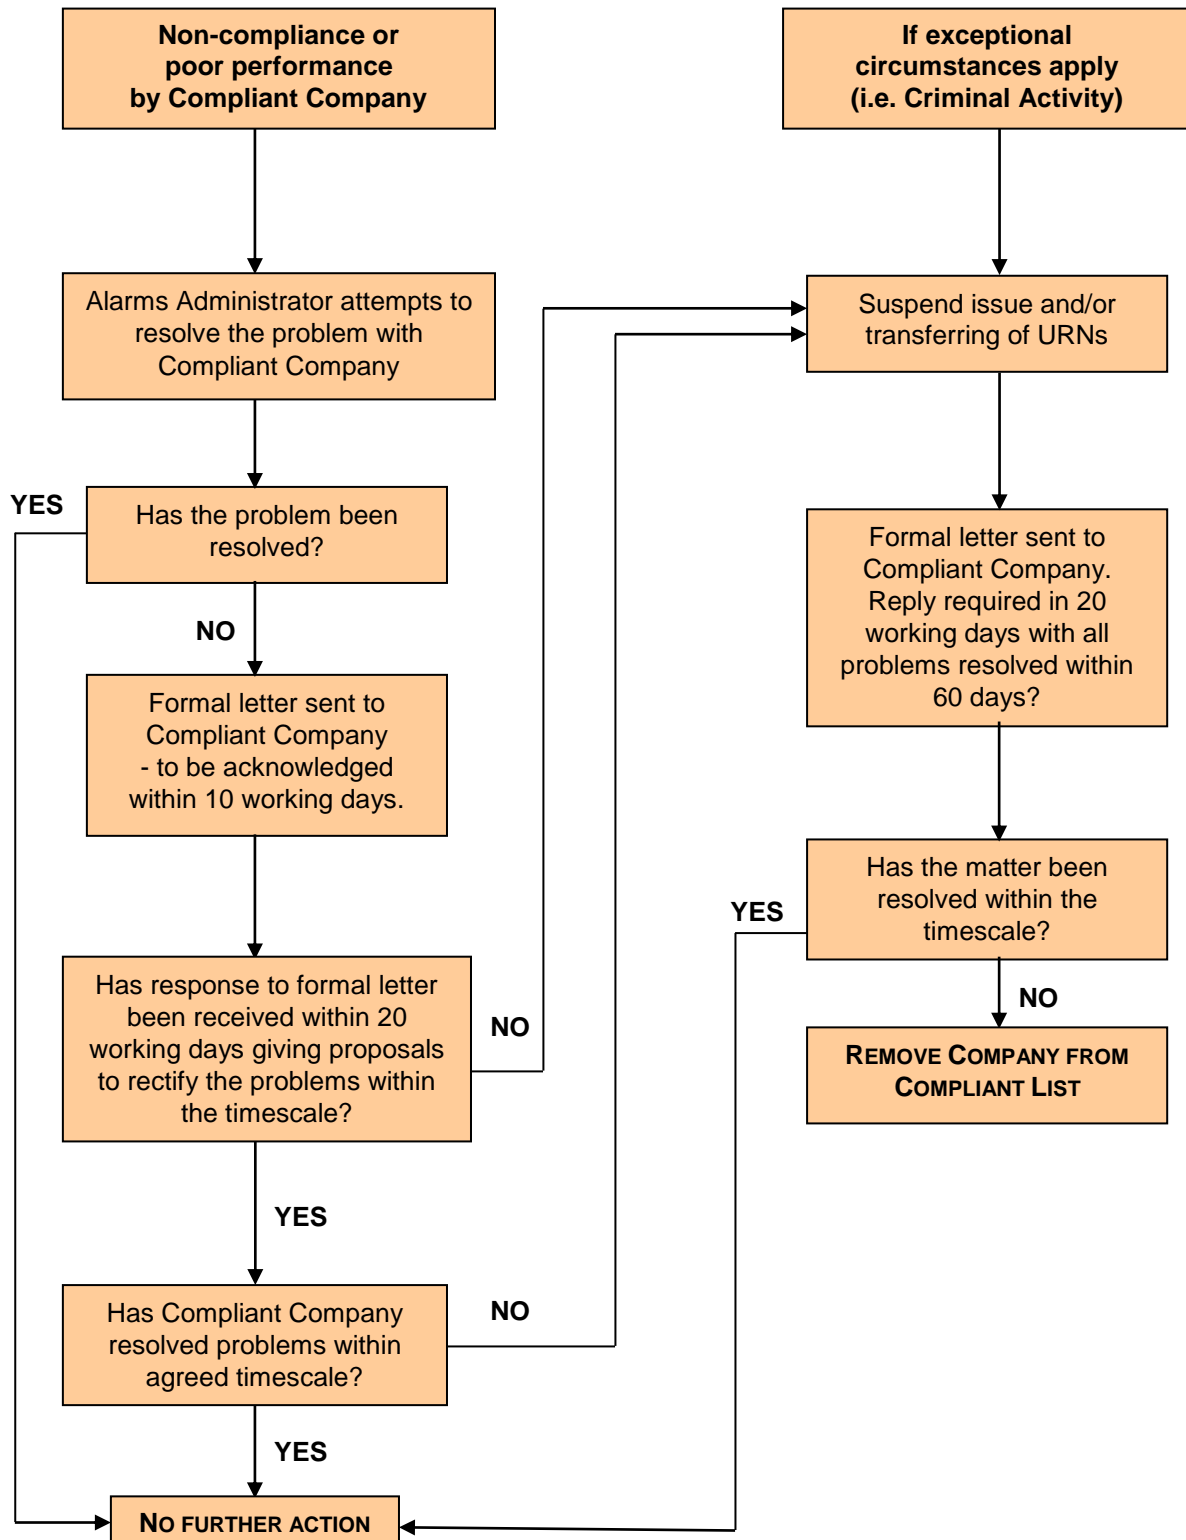 Non-compliance or
poor performance
by Compliant Company
If exceptional
circumstances apply
(i.e. Criminal Activity)
Alarms Administrator attempts to
resolve the problem with
Compliant Company
Suspend issue and/or
transferring of URNs
YES
Has the problem been
resolved?
NO
Formal letter sent to
Compliant Company.
Reply required in 20
working days with all
problems resolved within
60 days?
Formal letter sent to
Compliant Company
- to be acknowledged
within 10 working days.
Has the matter been
resolved within the
timescale?
YES
NO
Has response to formal letter
been received within 20
working days giving proposals
to rectify the problems within
the timescale?
NO
REMOVE COMPANY FROM
COMPLIANT LIST
YES
Has Compliant Company
resolved problems within
agreed timescale?
NO
YES
NO FURTHER ACTION